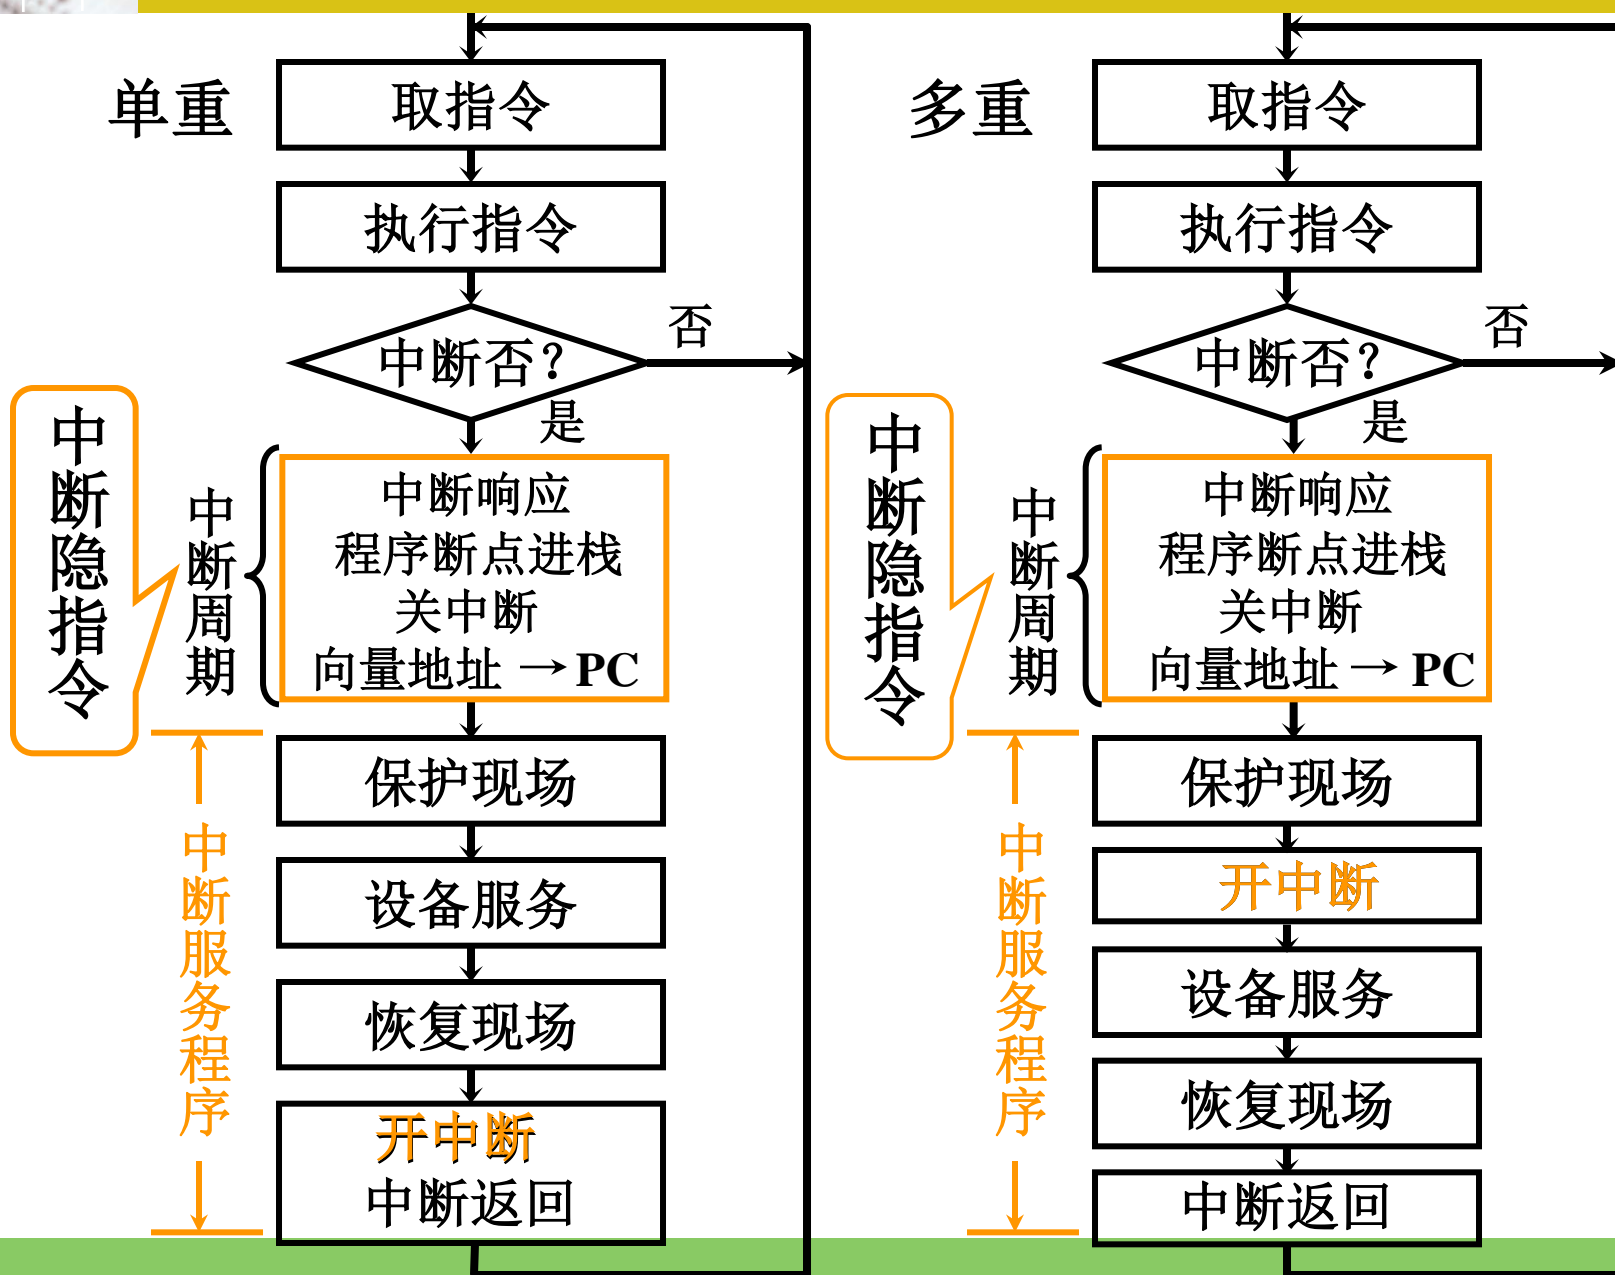 单重
取指令
执行指令
中断否？
否
是
中断隐指令
中断周期
中断响应
程序断点进栈
关中断
向量地址 → PC
中断服务程序
保护现场
设备服务
恢复现场
开中断
中断返回
多重
取指令
执行指令
中断否？
否
是
中断隐指令
中断周期
中断响应
程序断点进栈
关中断
向量地址 → PC
中断服务程序
保护现场
开中断
设备服务
恢复现场
中断返回